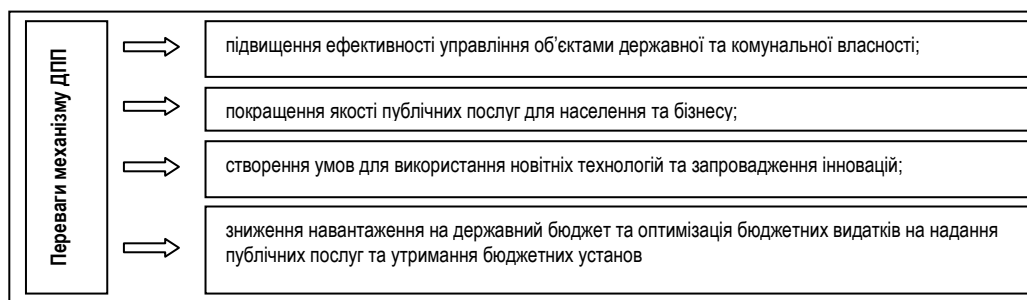 Переваги механізму ДПП
підвищення ефективності управління об’єктами державної та комунальної власності;
покращення якості публічних послуг для населення та бізнесу;
створення умов для використання новітніх технологій та запровадження інновацій;
зниження навантаження на державний бюджет та оптимізація бюджетних видатків на надання
публічних послуг та утримання бюджетних установ